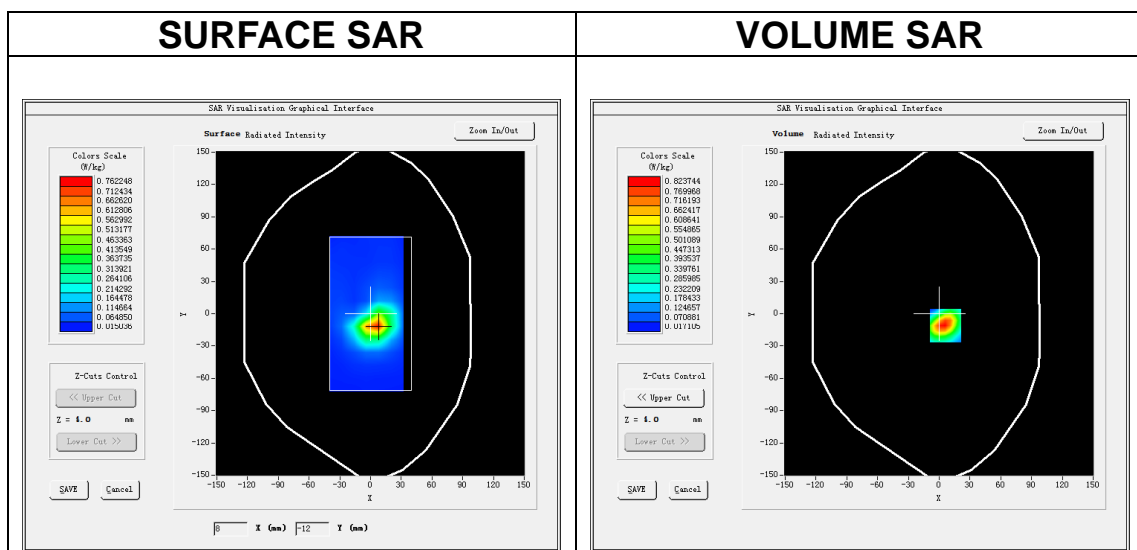 SURFACE SAR
VOLUME SAR
SAR Visualisation Graphical Interface
Surface Radiated Intensity
Zoom In/Out
Colors Scale
(W/kg)
0.762248
0.712434
0.662620
0.612806
0.562992
0.513177
0.463363
0.413549
0.363735
0.313921
0.264106
0.214292
0.164478
0.114664
0.064850
0.015036
150
120
90
60
30
0
-30
-60
-90
-120
-150
Y
-150 -120 -90 -60 -30 0 30 60 90 120 150
X
Z-Cuts Control
<< Upper Cut
Z = 4.0 mm
Lower Cut >>
SAVE Cancel
8 X (mm) -12 Y (mm)
SAR Visualisation Graphical Interface
Volume Radiated Intensity
Zoom In/Out
Colors Scale
(W/kg)
0.823744
0.769968
0.716193
0.662417
0.608641
0.554865
0.501089
0.447313
0.393537
0.339761
0.285985
0.232209
0.178433
0.124657
0.070881
0.017105
150
120
90
60
30
0
-30
-60
-90
-120
-150
Y
-150 -120 -90 -60 -30 0 30 60 90 120 150
X
Z-Cuts Control
<< Upper Cut
Z = 4.0 mm
Lower Cut >>
SAVE Cancel